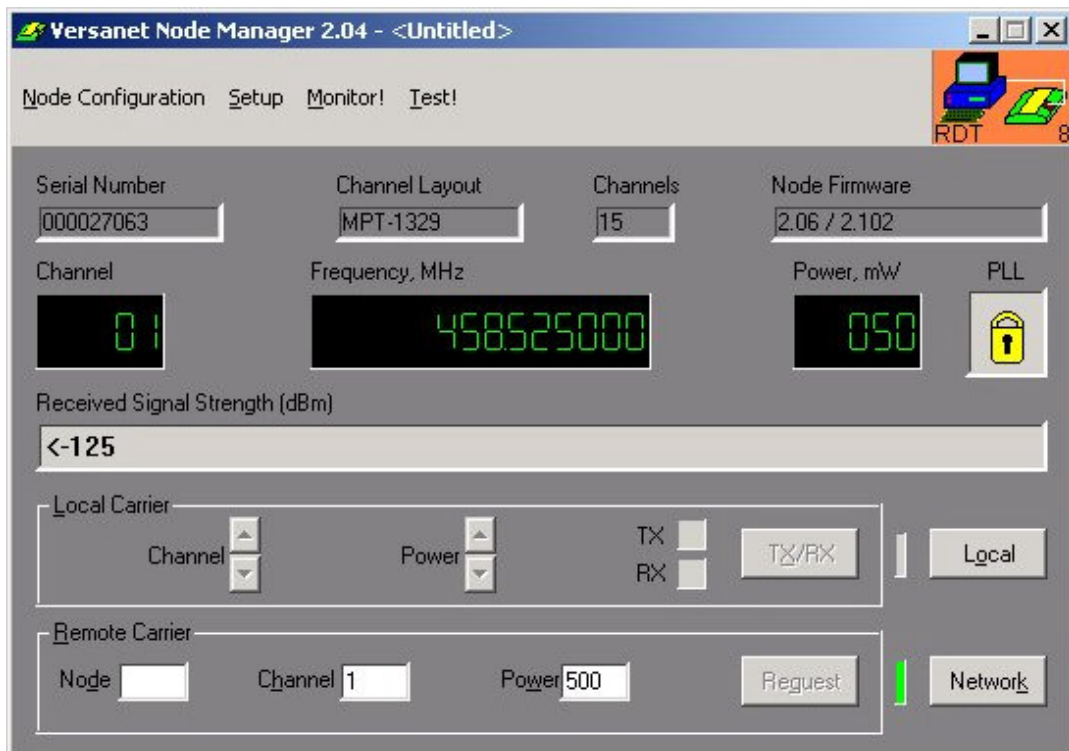 Versanet Node Manager 2.04 - <Untitled>
Node Configuration Setup Monitor! Test!
RDT 8
Serial Number Channel Layout Channels Node Firmware
000027063 MPT-1329 15 2.06 / 2.102
Channel Frequency, MHz Power, mW PLL
01 458.525000 050
Received Signal Strength (dBm)
<-125
Local Carrier
Channel Power TX RX TX/RX Local
Remote Carrier
Node Channel 1 Power 500 Reguest Network